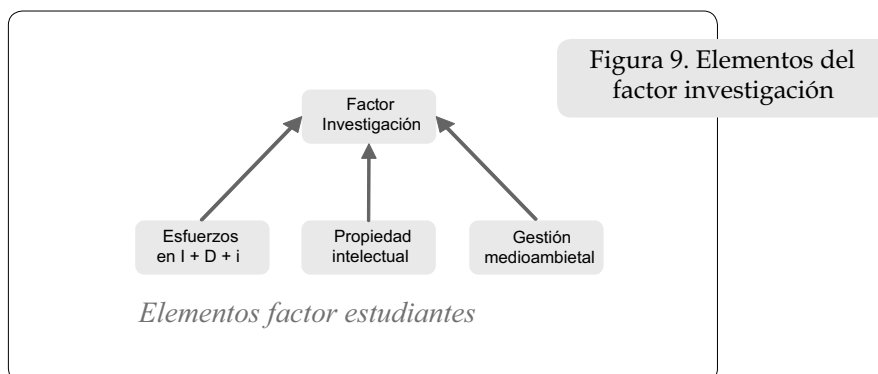 Figura 9. Elementos del
factor investigación
Factor
Investigación
Esfuerzos
en I + D + i
Propiedad
intelectual
Gestión
medioambietal
Elementos factor estudiantes